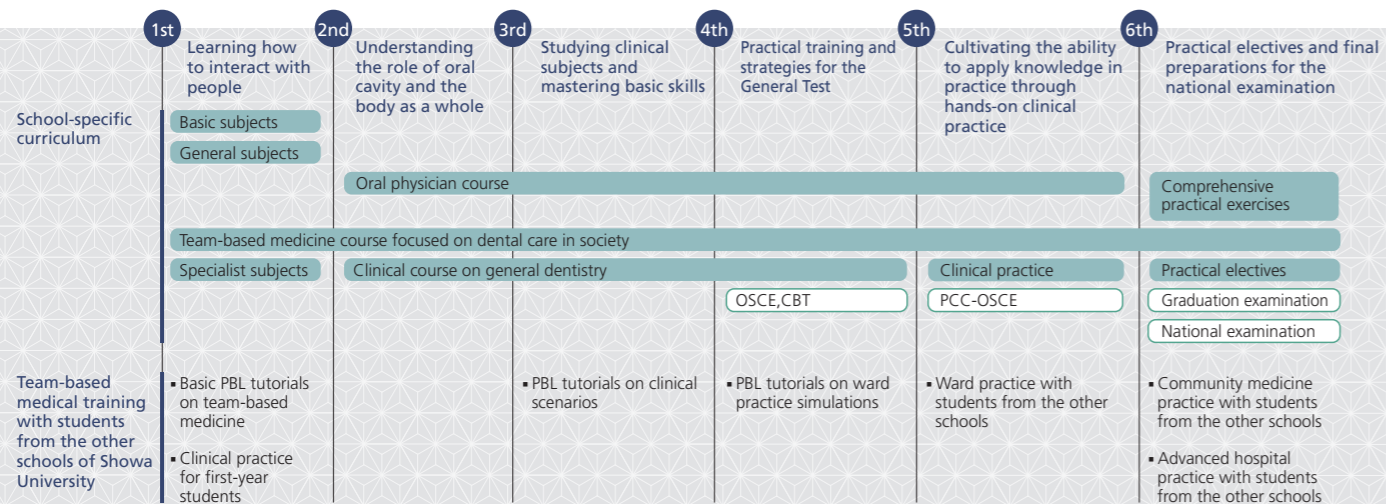 1st
Learning how
to interact with
people
2nd
Understanding
the role of oral
cavity and the
body as a whole
3rd
Studying clinical
subjects and
mastering basic skills
4th
Practical training and
strategies for the
General Test
5th
Cultivating the ability
to apply knowledge in
practice through
hands-on clinical
practice
6th
Practical electives and final
preparations for the
national examination
School-specific
curriculum
Basic subjects
General subjects
Oral physician course
Comprehensive
practical exercises
Team-based medicine course focused on dental care in society
Specialist subjects
Clinical course on general dentistry
Clinical practice
Practical electives
OSCE,CBT
PCC-OSCE
Graduation examination
National examination
Team-based
medical training
with students
from the other
schools of Showa
University
▪ Basic PBL tutorials
on team-based
medicine
▪ Clinical practice
for first-year
students
▪ PBL tutorials on clinical
scenarios
▪ PBL tutorials on ward
practice simulations
▪ Ward practice with
students from the other
schools
▪ Community medicine
practice with students
from the other schools
▪ Advanced hospital
practice with students
from the other schools